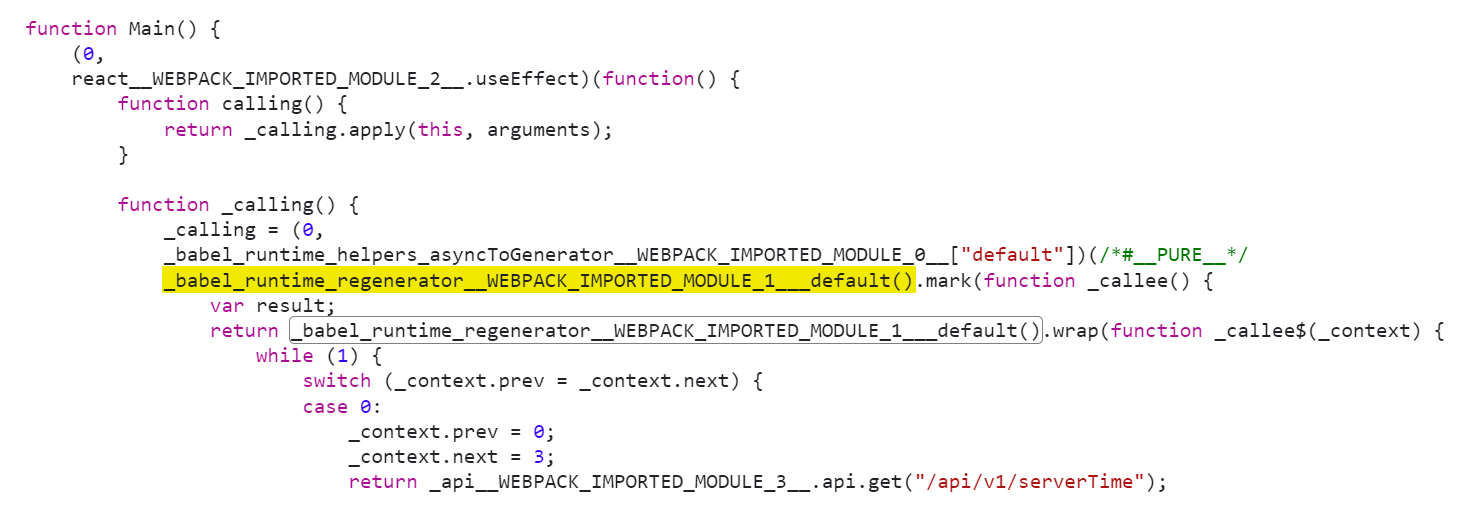 function Main() {
(0,
react__WEBPACK_IMPORTED_MODULE_2__.useEffect)(function() {
function calling() {
return _calling.apply(this, arguments);
}
function _calling() {
_calling = (0,
_babel_runtime_helpers_asyncToGenerator__WEBPACK_IMPORTED_MODULE_0__["default"])(/*#__PURE__*/
_babel_runtime_regenerator__WEBPACK_IMPORTED_MODULE_1___default().mark(function _callee() {
var result;
return _babel_runtime_regenerator__WEBPACK_IMPORTED_MODULE_1___default().wrap(function _callee$(_context) {
while (1) {
switch (_context.prev = _context.next) {
case 0:
_context.prev = 0;
_context.next = 3;
return _api__WEBPACK_IMPORTED_MODULE_3__.api.get("/api/v1/serverTime");